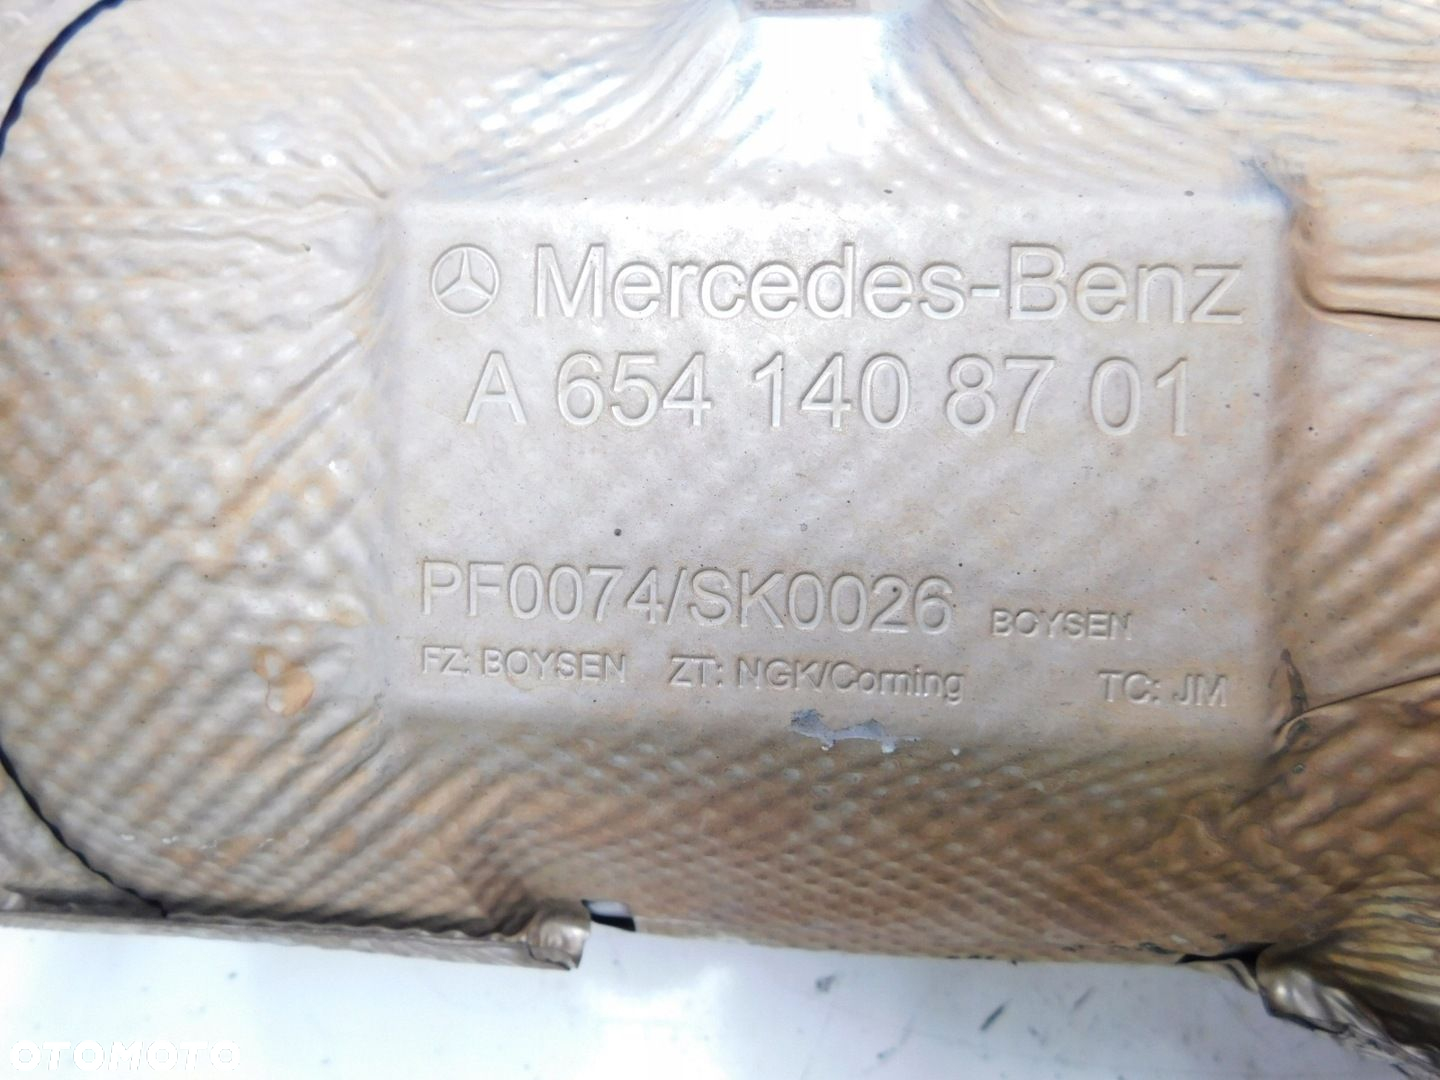 Mercedes-Benz
A 654 140 87 01
PF0074/SK0026 BOYSEN
FZ: BOYSEN ZT: NGK/Corning TC: JM
OTOMOTO